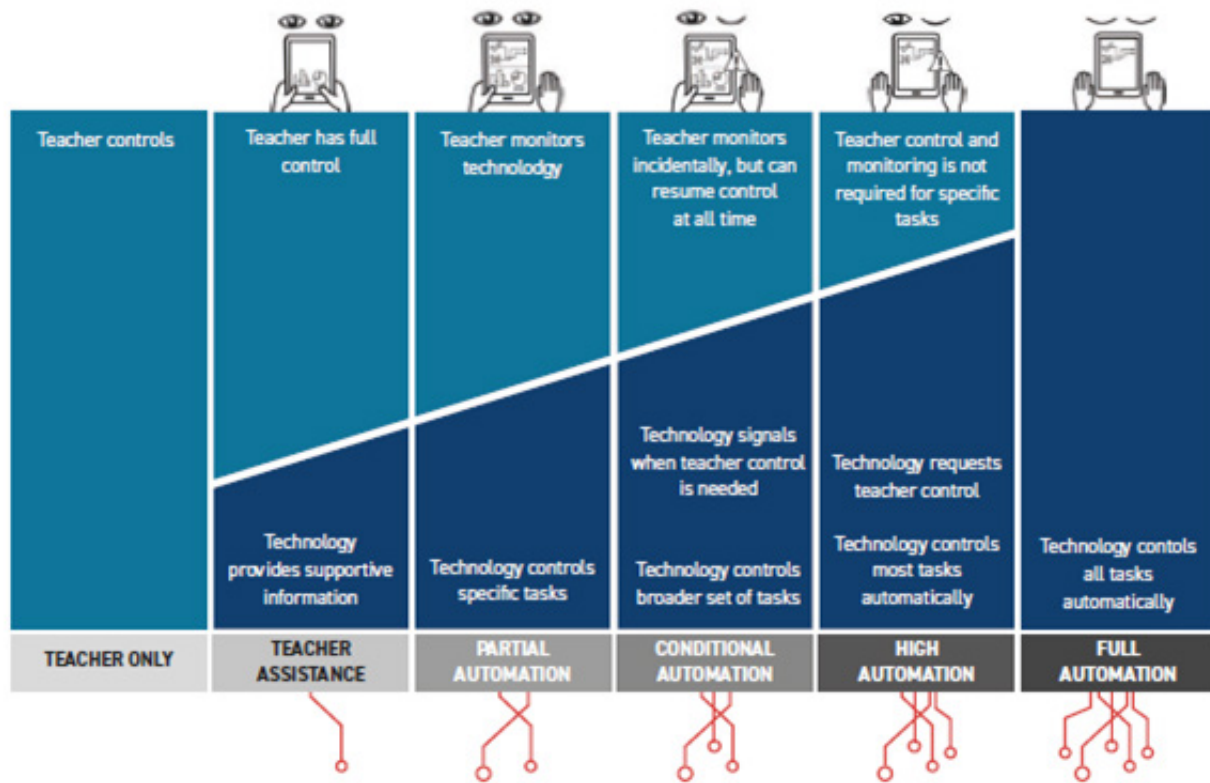 Teacher controls
Teacher has full
control
Teacher monitors
technolodgy
Teacher monitors
incidentally, but can
resume control
at all time
Teacher control and
monitoring is not
required for specific
tasks
Technology
provides supportive
information
Technology controls
specific tasks
Technology signals
when teacher control
is needed
Technology controls
broader set of tasks
Technology requests
teacher control
Technology controls
most tasks
automatically
Technology contols
all tasks
automatically
TEACHER ONLY
TEACHER
ASSISTANCE
PARTIAL
AUTOMATION
CONDITIONAL
AUTOMATION
HIGH
AUTOMATION
FULL
AUTOMATION